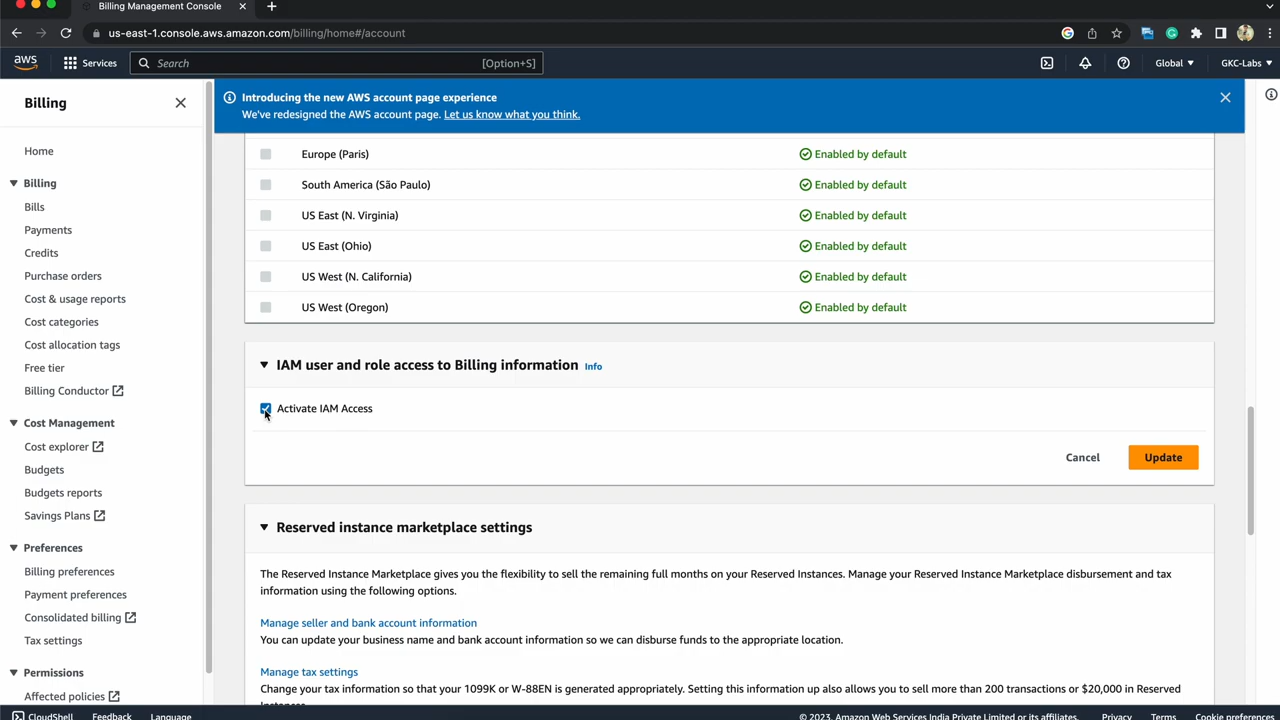 Billing Management Console
us-east-1.console.aws.amazon.com/billing/home#/account
aws
Services
Search
[Option+S]
Global
GKC-Labs
Billing
Home
Billing
Bills
Payments
Credits
Purchase orders
Cost & usage reports
Cost categories
Cost allocation tags
Free tier
Billing Conductor
Cost Management
Cost explorer
Budgets
Budgets reports
Savings Plans
Preferences
Billing preferences
Payment preferences
Consolidated billing
Tax settings
Permissions
Affected policies
Introducing the new AWS account page experience
We've redesigned the AWS account page. Let us know what you think.
Europe (Paris) Enabled by default
South America (São Paulo) Enabled by default
US East (N. Virginia) Enabled by default
US East (Ohio) Enabled by default
US West (N. California) Enabled by default
US West (Oregon) Enabled by default
IAM user and role access to Billing information Info
Activate IAM Access
Cancel Update
Reserved instance marketplace settings
The Reserved Instance Marketplace gives you the flexibility to sell the remaining full months on your Reserved Instances. Manage your Reserved Instance Marketplace disbursement and tax
information using the following options.
Manage seller and bank account information
You can update your business name and bank account information so we can disburse funds to the appropriate location.
Manage tax settings
Change your tax information so that your 1099K or W-88EN is generated appropriately. Setting this information up also allows you to sell more than 200 transactions or $20,000 in Reserved
Instances.
CloudShell Feedback Language
© 2023, Amazon Web Services India Private Limited or its affiliates. Privacy Terms Cookie preferences